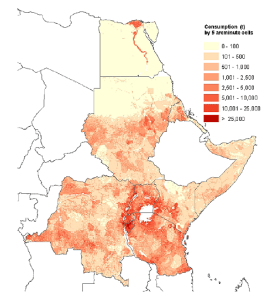 Consumption (t)
by 5 arcminute cells
0 - 100
101 - 500
501 - 1,000
1,001 - 2,500
2,501 - 5,000
5,001 - 10,000
10,001 - 25,000
> 25,000